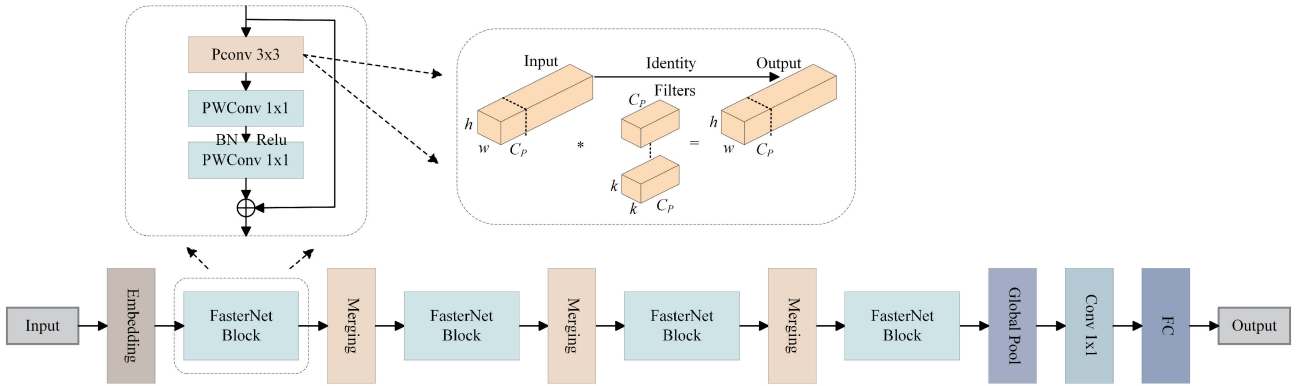 Pconv 3x3
PWConv 1x1
BN Relu
PWConv 1x1
Input
Identity
Output
Filters
h
w
C_P
*
C_P
k
k
C_P
=
h
w
C_P
Input
Embedding
FasterNet
Block
Merging
FasterNet
Block
Merging
FasterNet
Block
Merging
FasterNet
Block
Global Pool
Conv 1x1
FC
Output